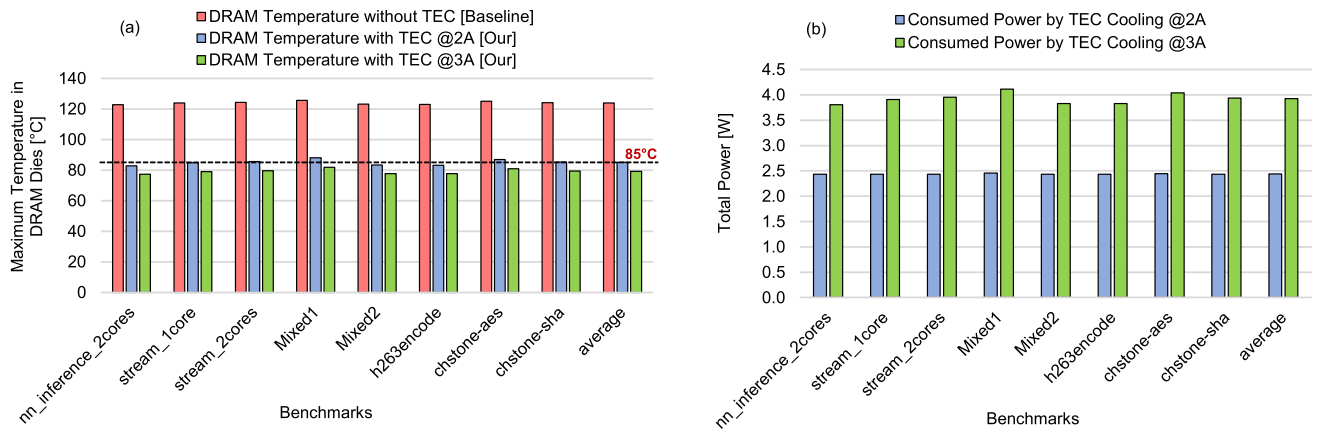 (a)
DRAM Temperature without TEC [Baseline]
DRAM Temperature with TEC @2A [Our]
DRAM Temperature with TEC @3A [Our]
Maximum Temperature in
DRAM Dies [°C]
140
120
100
80
60
40
20
0
85°C
nn_inference_2cores
stream_1core
stream_2cores
Mixed1
Mixed2
h263encode
chstone-aes
chstone-sha
average
Benchmarks
(b)
Consumed Power by TEC Cooling @2A
Consumed Power by TEC Cooling @3A
Total Power [W]
4.5
4.0
3.5
3.0
2.5
2.0
1.5
1.0
0.5
0.0
nn_inference_2cores
stream_1core
stream_2cores
Mixed1
Mixed2
h263encode
chstone-aes
chstone-sha
average
Benchmarks